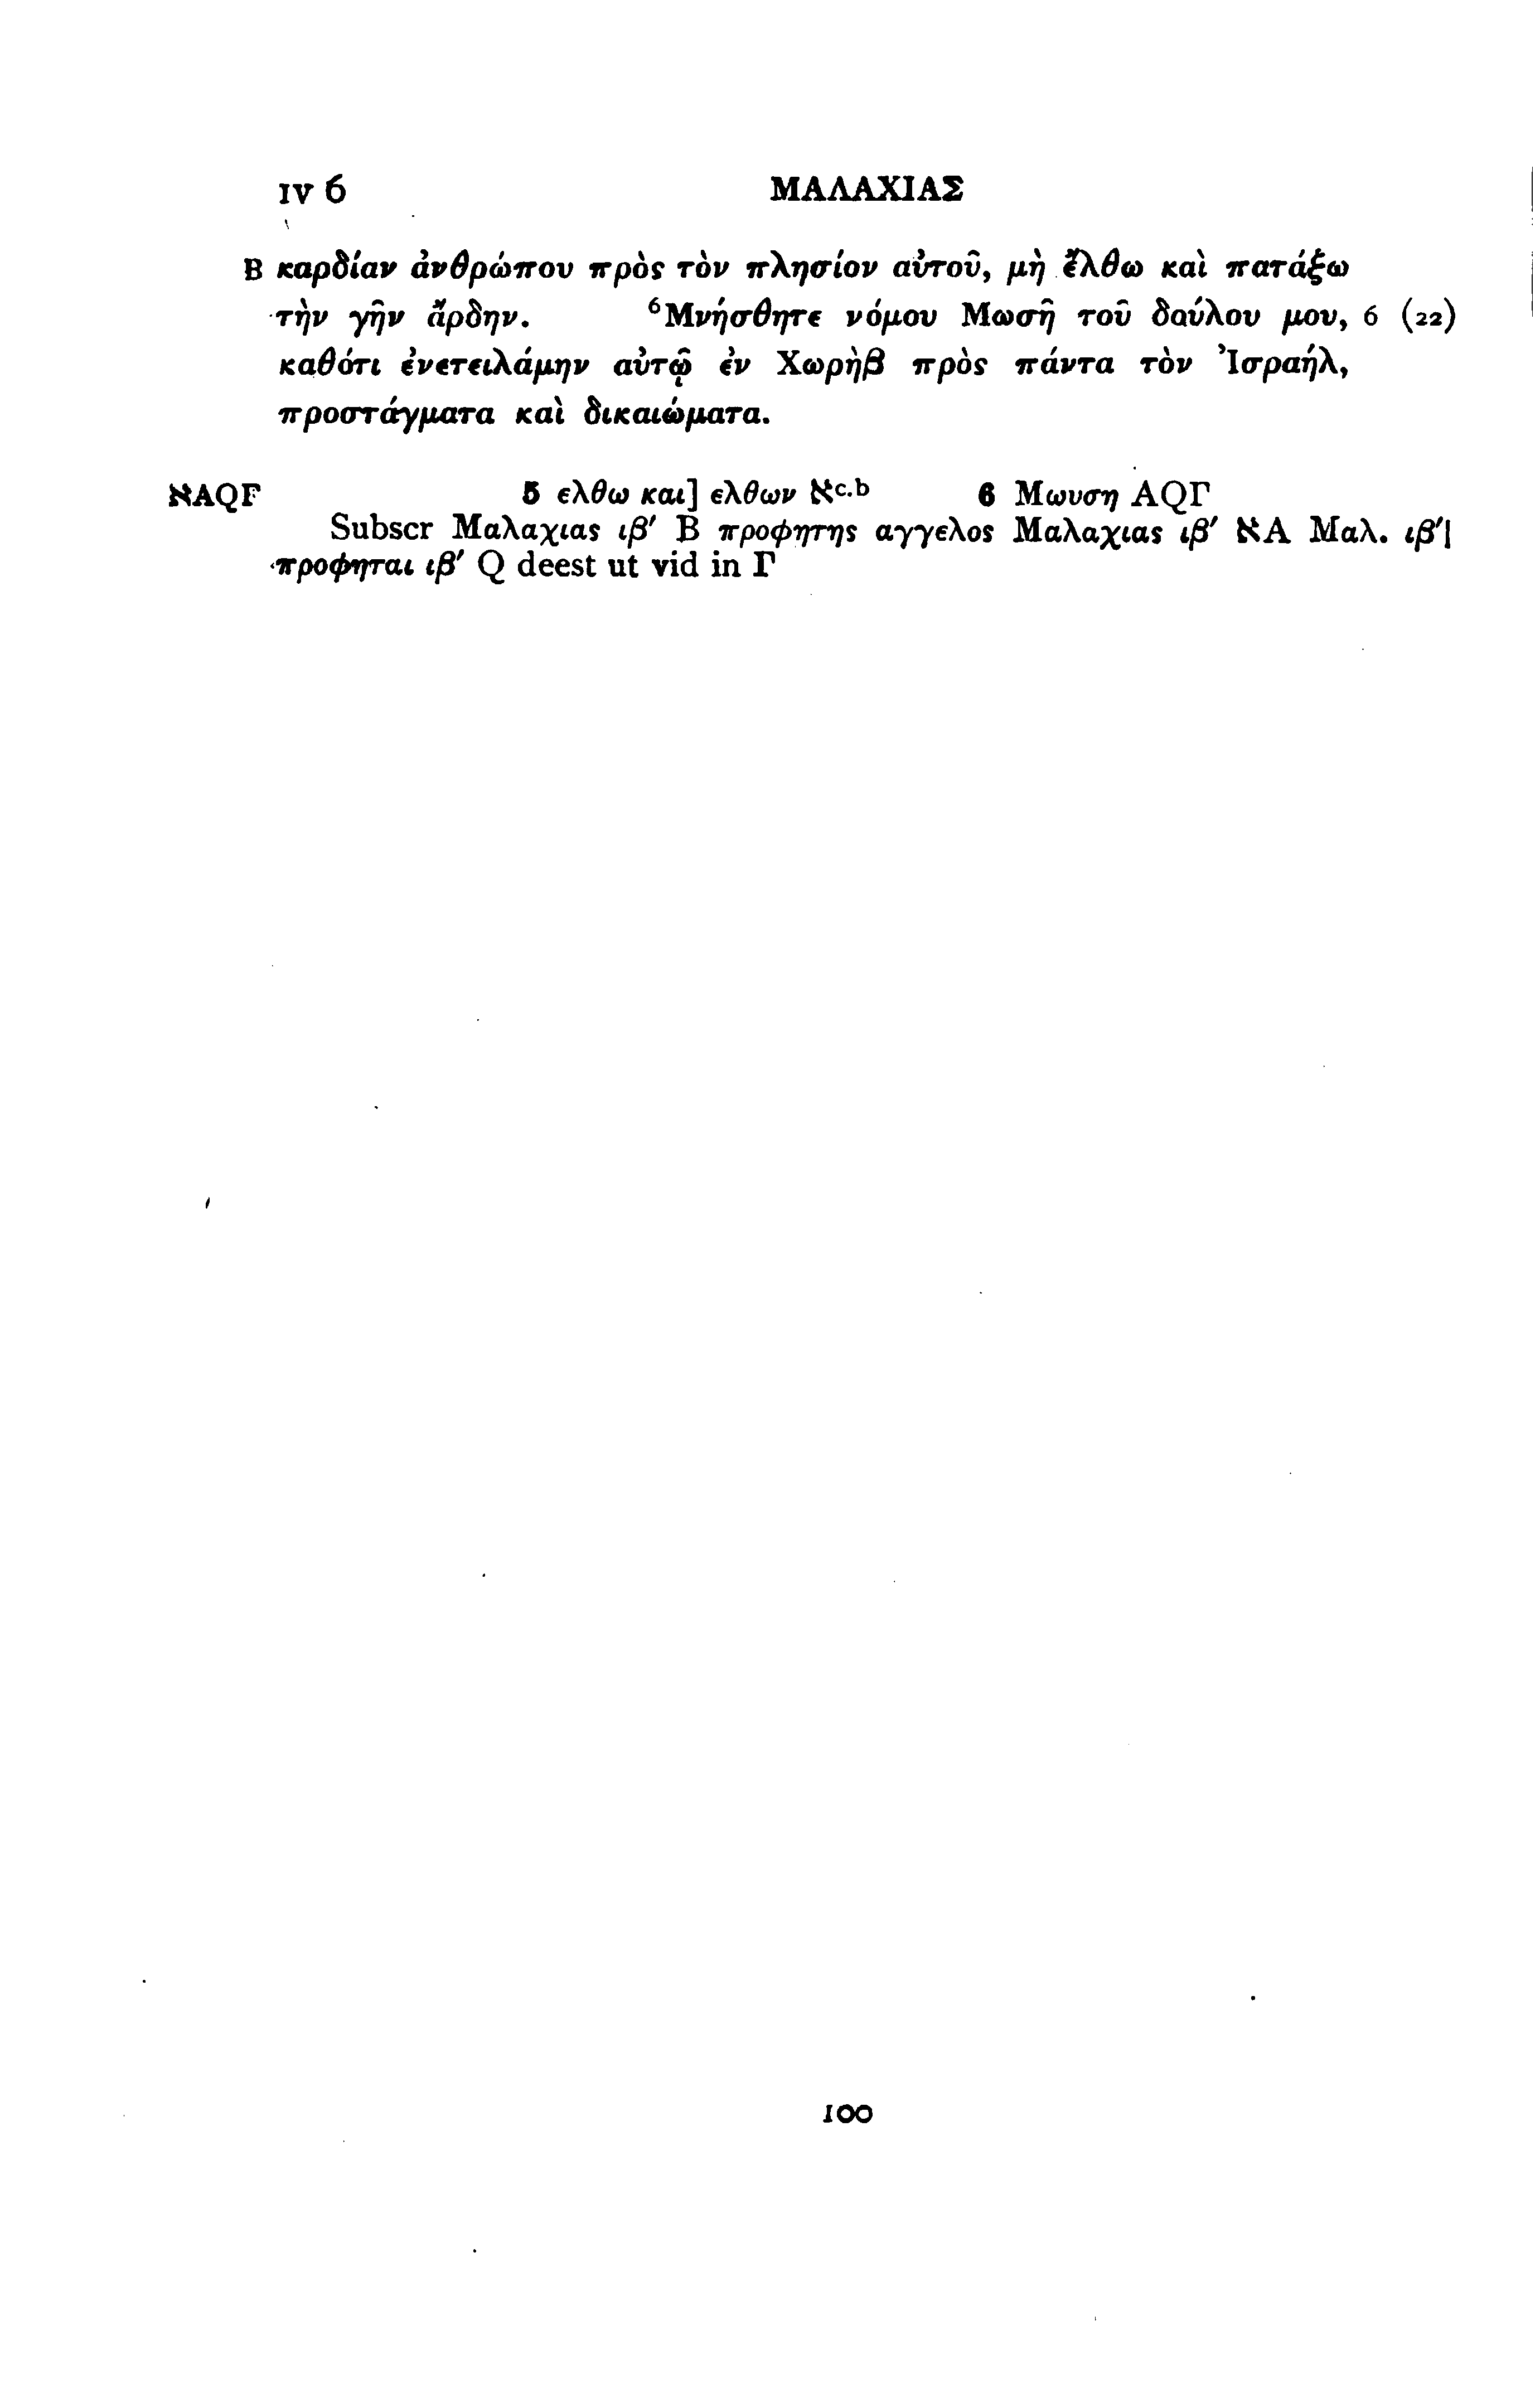 IV 6 ΜΑΛΑΧΙΑΣ
B καρδίαν ἀνθρώπου πρὸς τὸν πλησίον αὐτοῦ, μὴ ἔλθω καὶ πατάξω
τὴν γῆν ἄρδην. ⁶Μνήσθητε νόμου Μωσῆ τοῦ δούλου μου, 6 (22)
καθότι ἐνετειλάμην αὐτῷ ἐν Χωρὴβ πρὸς πάντα τὸν Ἰσραήλ,
προστάγματα καὶ δικαιώματα.
אAQΓ 5 ελθω και] ελθων אᶜ·ᵇ 6 Μωυση AQΓ
Subscr Μαλαχιας ιβ′ B προφητης αγγελος Μαλαχιας ιβ′ אA Μαλ. ιβ′|
προφηται ιβ′ Q deest ut vid in Γ
100